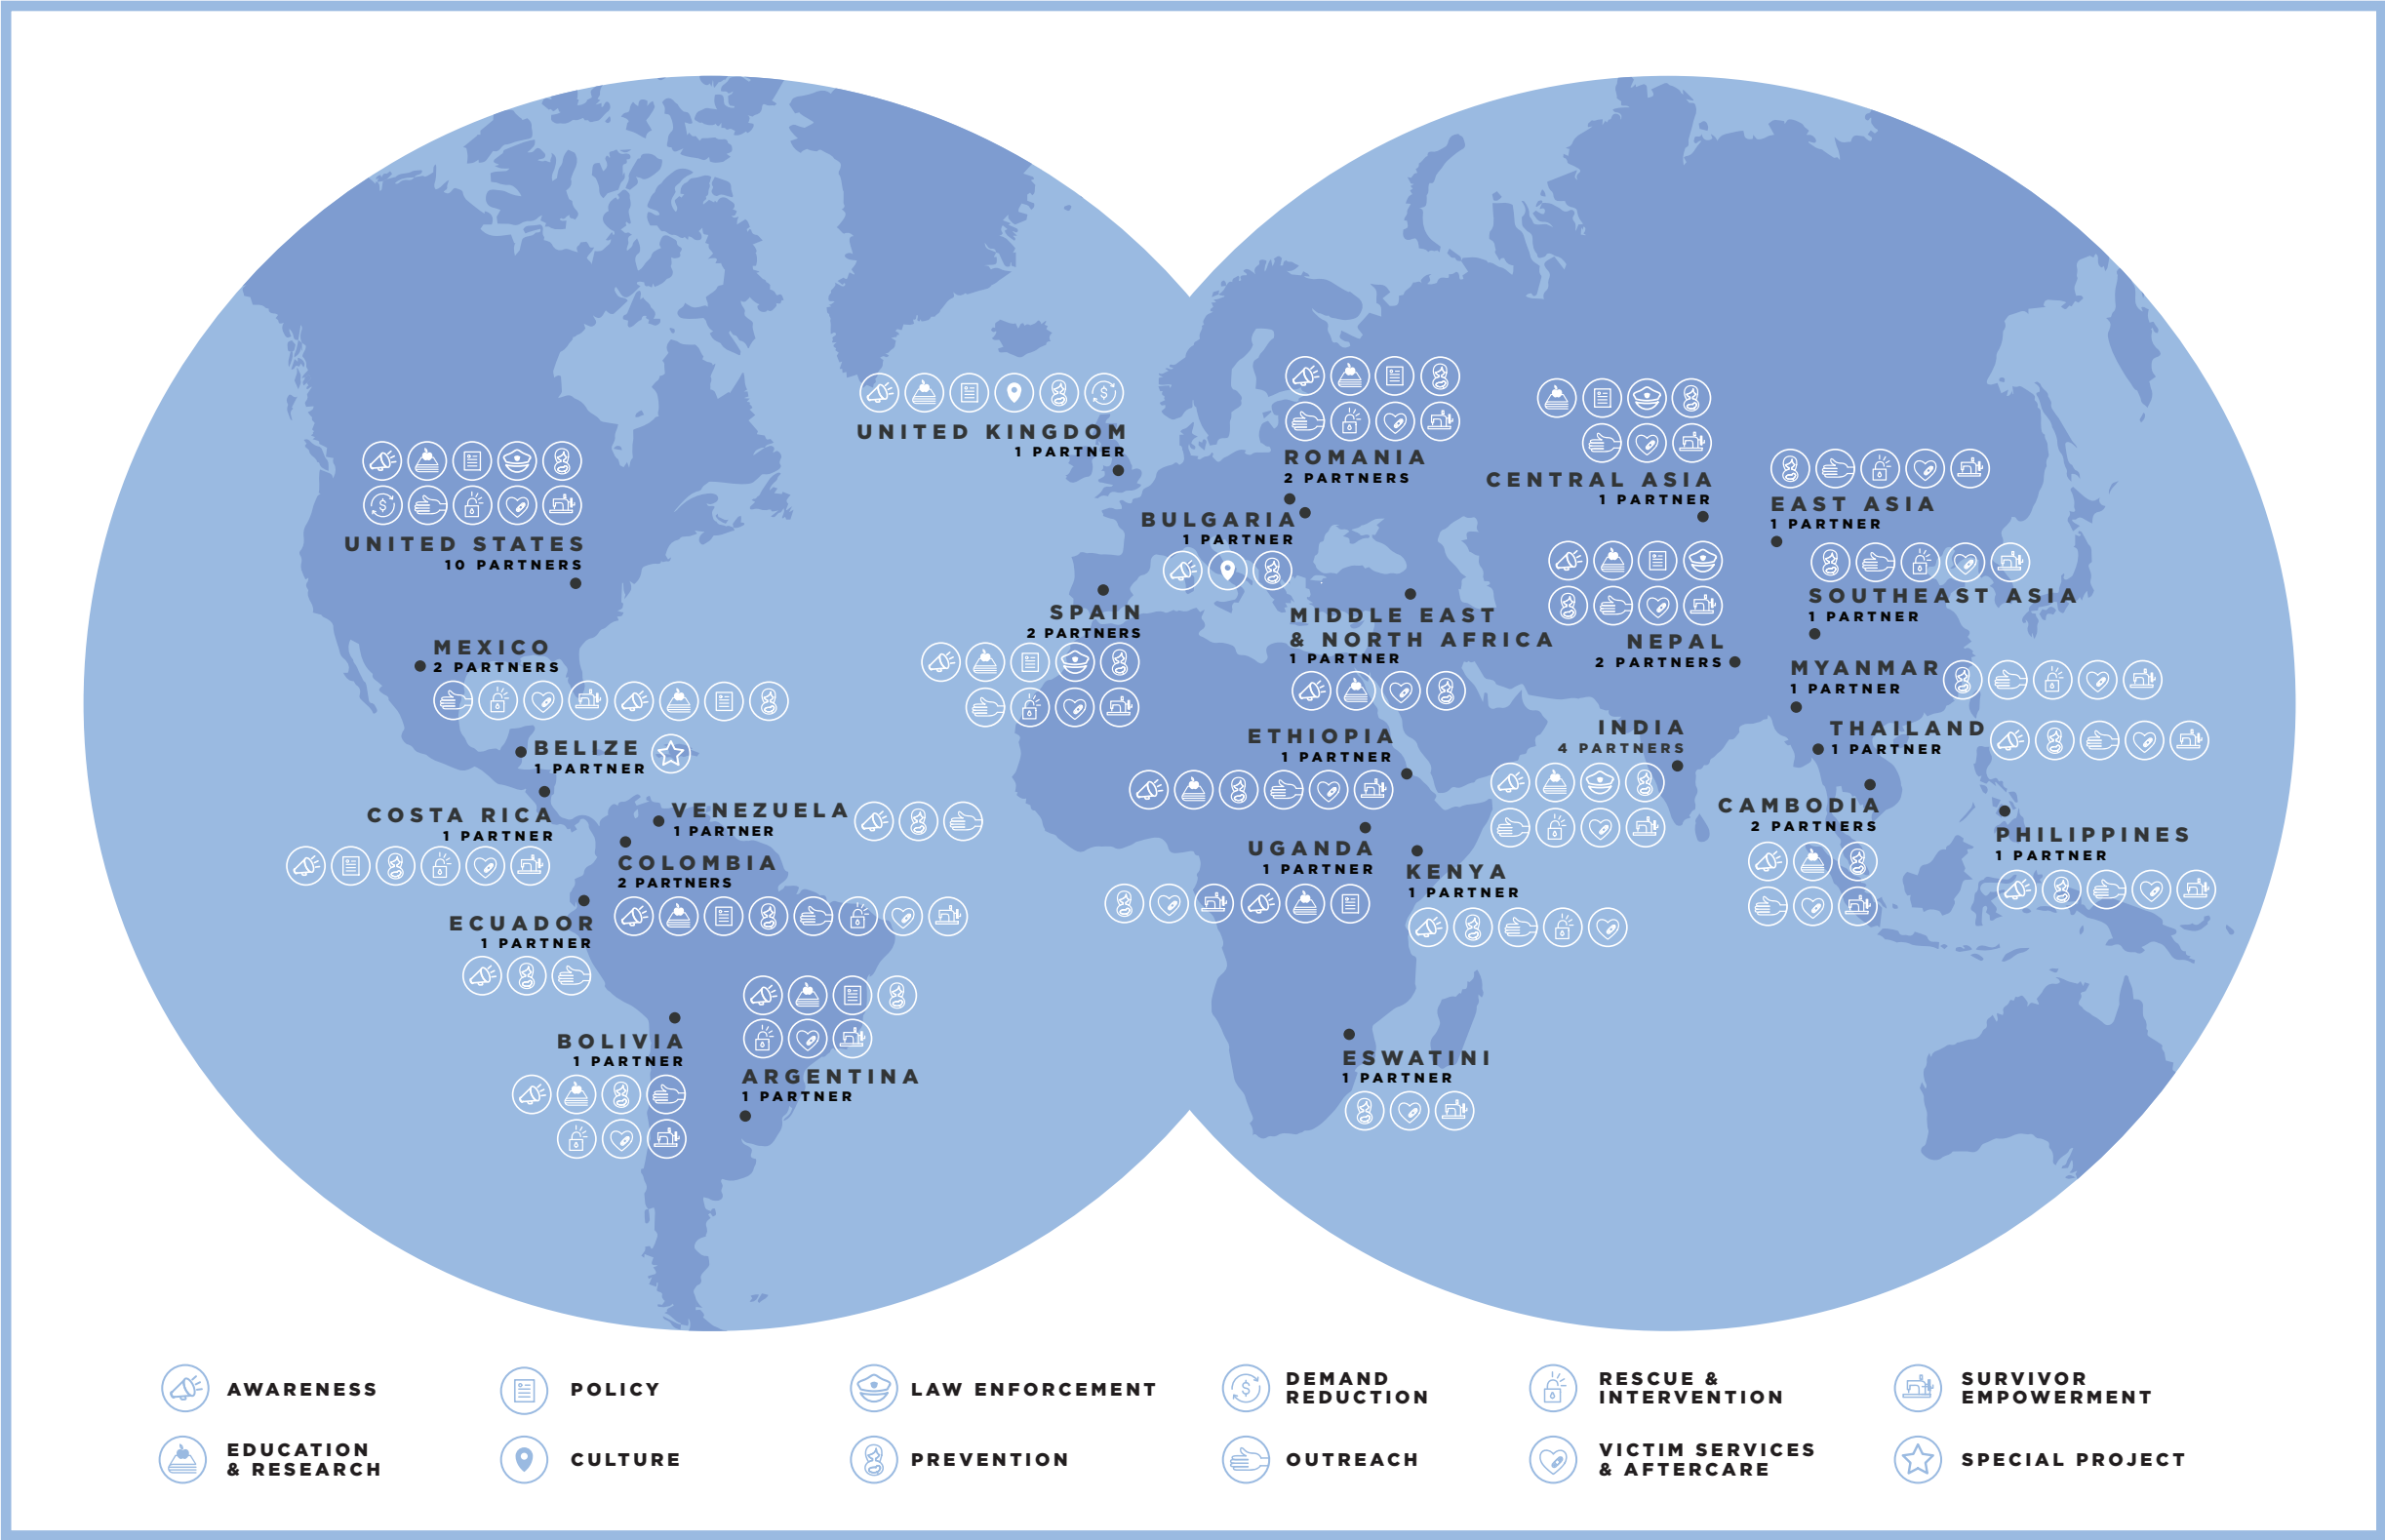 UNITED KINGDOM
1 PARTNER
UNITED STATES
10 PARTNERS
ROMANIA
2 PARTNERS
CENTRAL ASIA
1 PARTNER
EAST ASIA
1 PARTNER
BULGARIA
1 PARTNER
SPAIN
2 PARTNERS
MIDDLE EAST
& NORTH AFRICA
1 PARTNER
SOUTHEAST ASIA
1 PARTNER
NEPAL
2 PARTNERS
MEXICO
2 PARTNERS
MYANMAR
1 PARTNER
BELIZE
1 PARTNER
ETHIOPIA
1 PARTNER
INDIA
4 PARTNERS
THAILAND
1 PARTNER
COSTA RICA
1 PARTNER
VENEZUELA
1 PARTNER
COLOMBIA
2 PARTNERS
UGANDA
1 PARTNER
KENYA
1 PARTNER
CAMBODIA
2 PARTNERS
PHILIPPINES
1 PARTNER
ECUADOR
1 PARTNER
BOLIVIA
1 PARTNER
ARGENTINA
1 PARTNER
ESWATINI
1 PARTNER
AWARENESS
POLICY
LAW ENFORCEMENT
DEMAND
REDUCTION
RESCUE &
INTERVENTION
SURVIVOR
EMPOWERMENT
EDUCATION
& RESEARCH
CULTURE
PREVENTION
OUTREACH
VICTIM SERVICES
& AFTERCARE
SPECIAL PROJECT